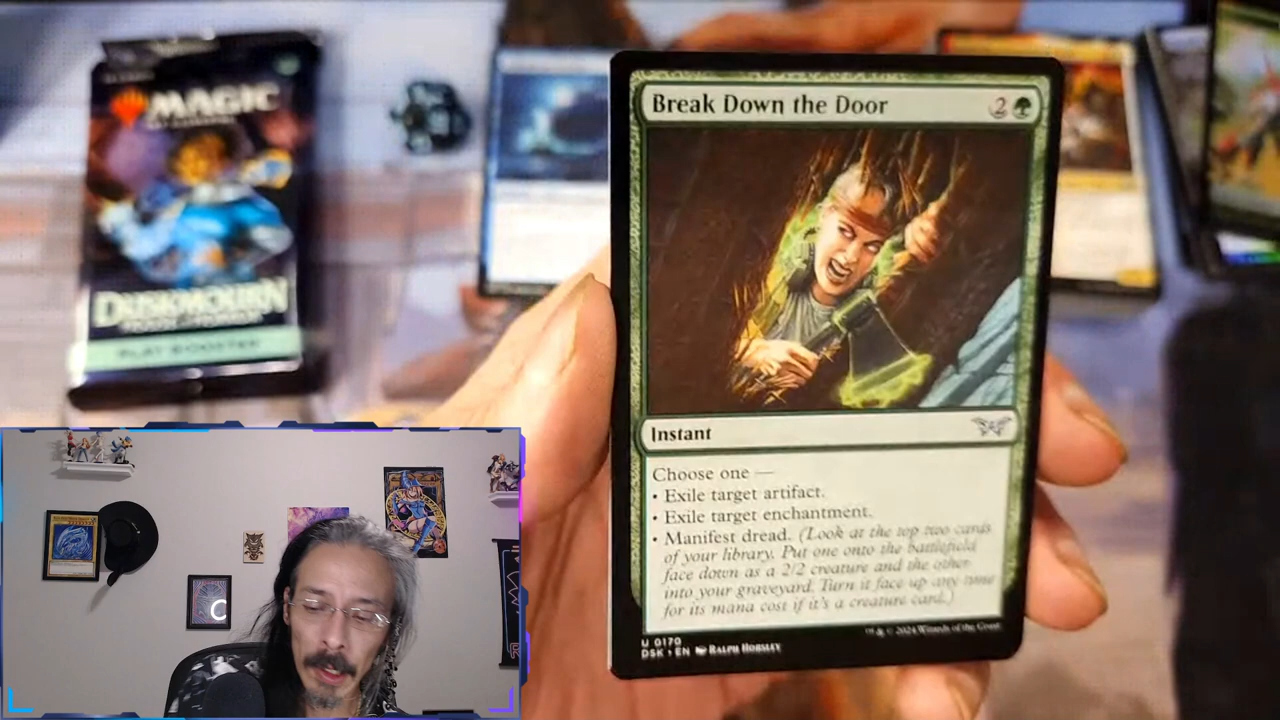 MAGIC
DUSKMOURN
PLAY BOOSTER
Break Down the Door
2
Instant
Choose one —
• Exile target artifact.
• Exile target enchantment.
• Manifest dread. (Look at the top two cards
of your library. Put one onto the battlefield
face down as a 2/2 creature and the other
into your graveyard. Turn it face up any time
for its mana cost if it's a creature card.)
U 0170
DSK • EN Ralph Horsley
™ & © 2024 Wizards of the Coast